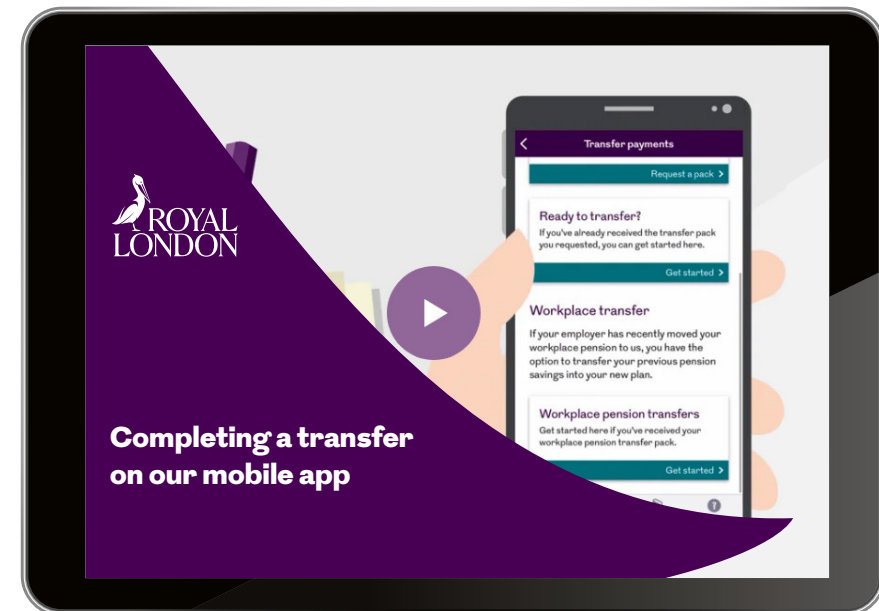 ROYAL
LONDON
Completing a transfer
on our mobile app
Transfer payments
Request a pack >
Ready to transfer?
If you've already received the transfer pack
you requested, you can get started here.
Get started >
Workplace transfer
If your employer has recently moved your
workplace pension to us, you have the
option to transfer your previous pension
savings into your new plan.
Workplace pension transfers
Get started here if you've received your
workplace pension transfer pack.
Get started >